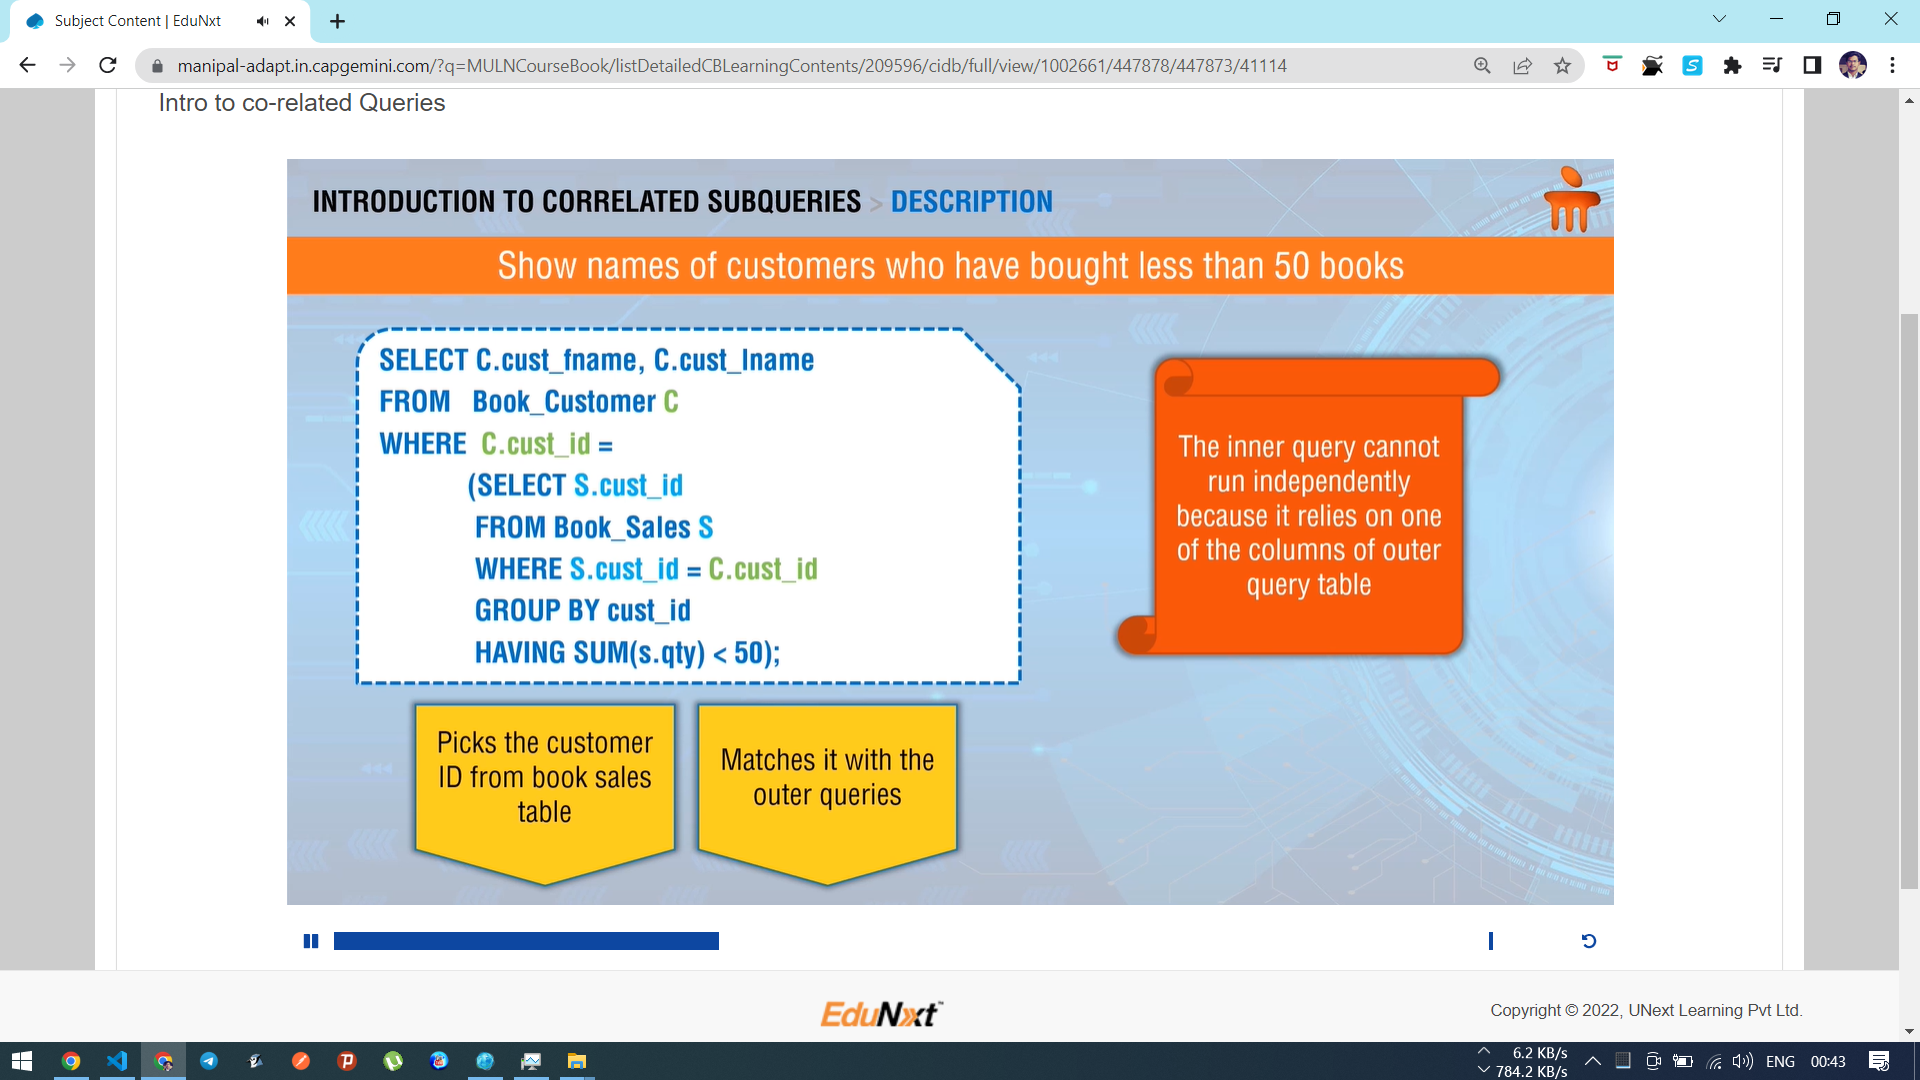 Subject Content | EduNxt
manipal-adapt.in.capgemini.com/?q=MULNCourseBook/listDetailedCBLearningContents/209596/cidb/full/view/1002661/447878/447873/41114
Intro to co-related Queries
INTRODUCTION TO CORRELATED SUBQUERIES > DESCRIPTION
Show names of customers who have bought less than 50 books
SELECT C.cust_fname, C.cust_lname
FROM Book_Customer C
WHERE C.cust_id =
(SELECT S.cust_id
FROM Book_Sales S
WHERE S.cust_id = C.cust_id
GROUP BY cust_id
HAVING SUM(s.qty) < 50);
The inner query cannot
run independently
because it relies on one
of the columns of outer
query table
Picks the customer
ID from book sales
table
Matches it with the
outer queries
EduNxt
Copyright © 2022, UNext Learning Pvt Ltd.
6.2 KB/s
784.2 KB/s
ENG
00:43